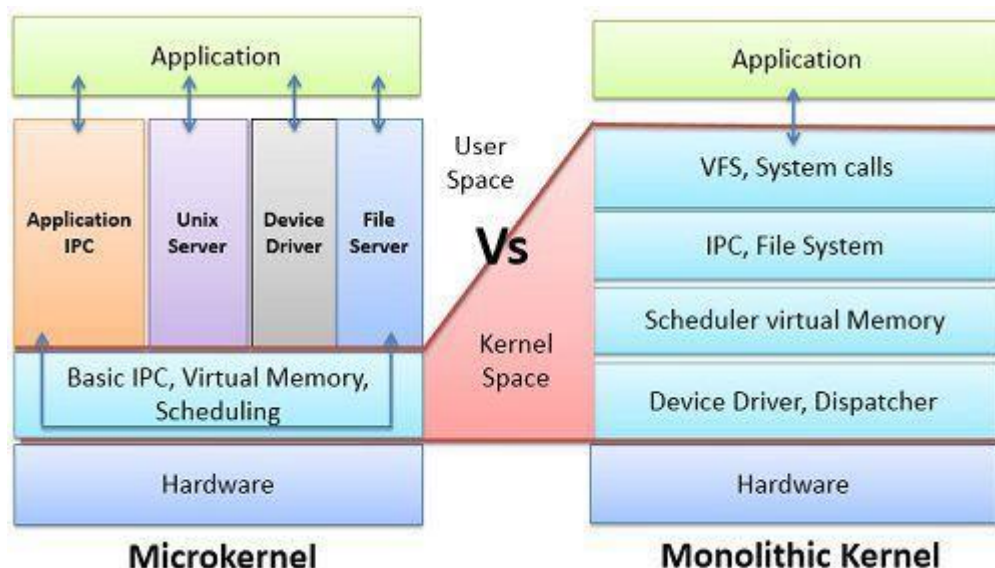 Application
Application
IPC
Unix
Server
Device
Driver
File
Server
Basic IPC, Virtual Memory,
Scheduling
Hardware
Microkernel
User
Space
Vs
Kernel
Space
Application
VFS, System calls
IPC, File System
Scheduler virtual Memory
Device Driver, Dispatcher
Hardware
Monolithic Kernel